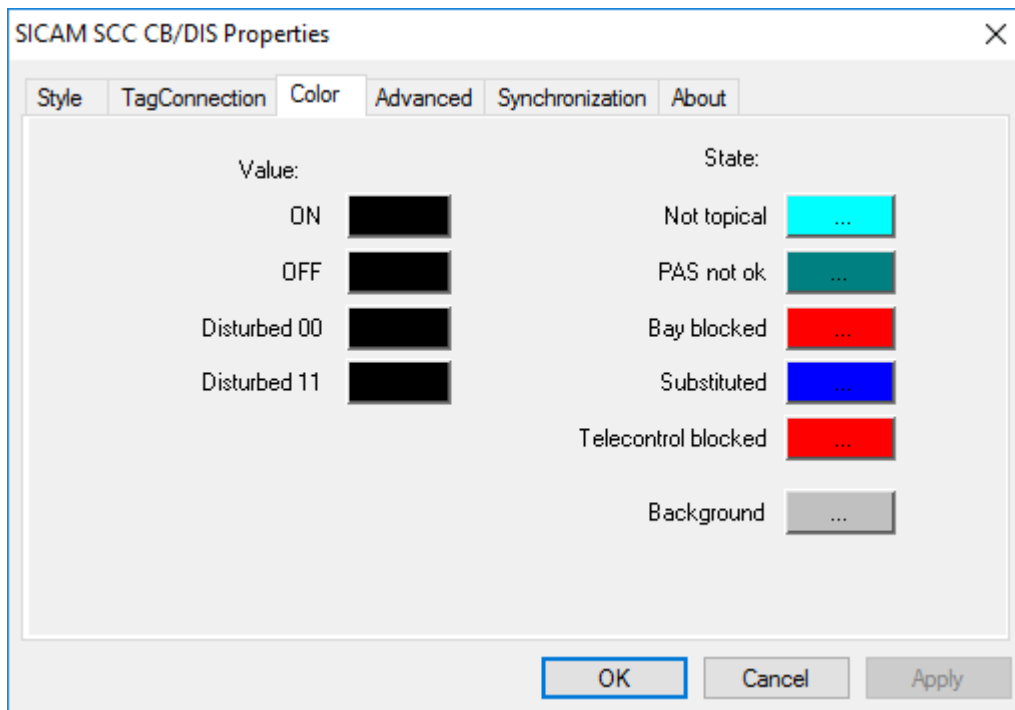 SICAM SCC CB/DIS Properties
Style TagConnection Color Advanced Synchronization About
Value:
State:
ON
Not topical ...
OFF
PAS not ok ...
Disturbed 00
Bay blocked ...
Disturbed 11
Substituted ...
Telecontrol blocked ...
Background ...
OK Cancel Apply